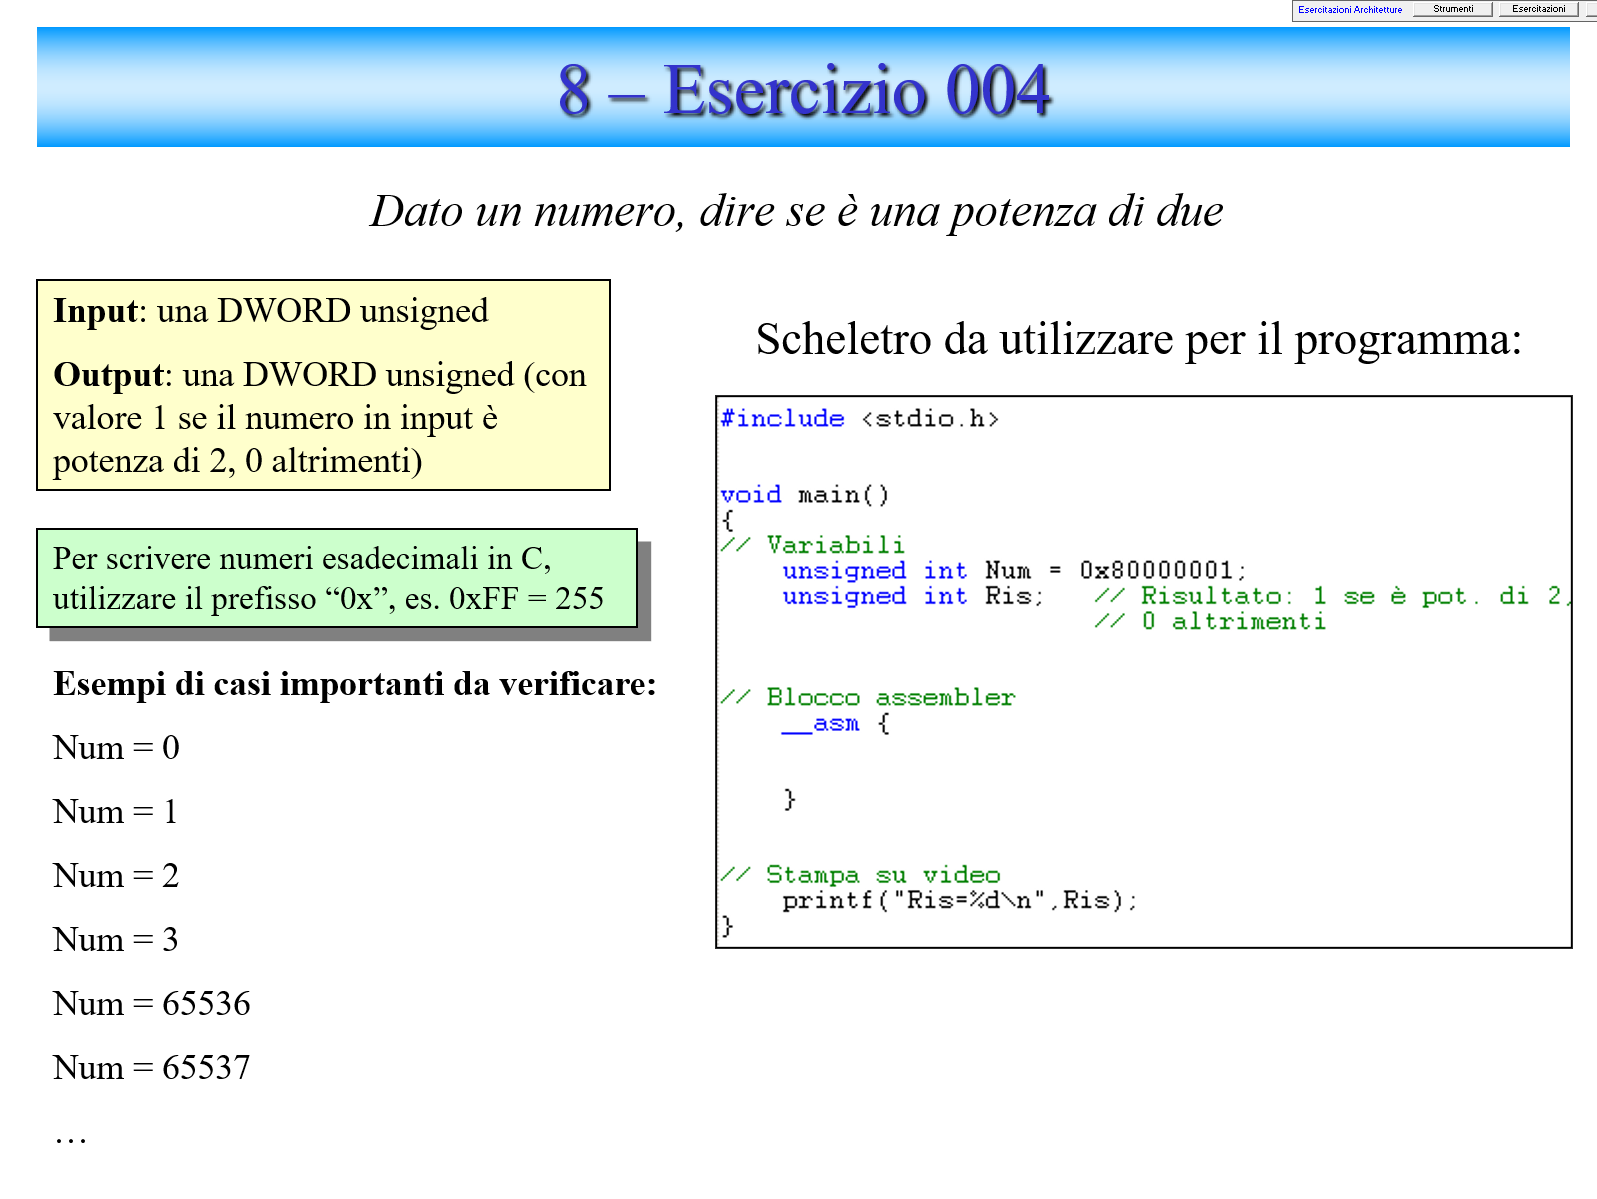 Esercitazioni Architetture Strumenti Esercitazioni
8 – Esercizio 004
Dato un numero, dire se è una potenza di due
Input: una DWORD unsigned
Output: una DWORD unsigned (con
valore 1 se il numero in input è
potenza di 2, 0 altrimenti)
Per scrivere numeri esadecimali in C,
utilizzare il prefisso “0x”, es. 0xFF = 255
Esempi di casi importanti da verificare:
Num = 0
Num = 1
Num = 2
Num = 3
Num = 65536
Num = 65537
…
Scheletro da utilizzare per il programma:
#include <stdio.h>
void main()
{
// Variabili
unsigned int Num = 0x80000001;
unsigned int Ris; // Risultato: 1 se è pot. di 2,
// 0 altrimenti
// Blocco assembler
__asm {
}
// Stampa su video
printf("Ris=%d\n",Ris);
}